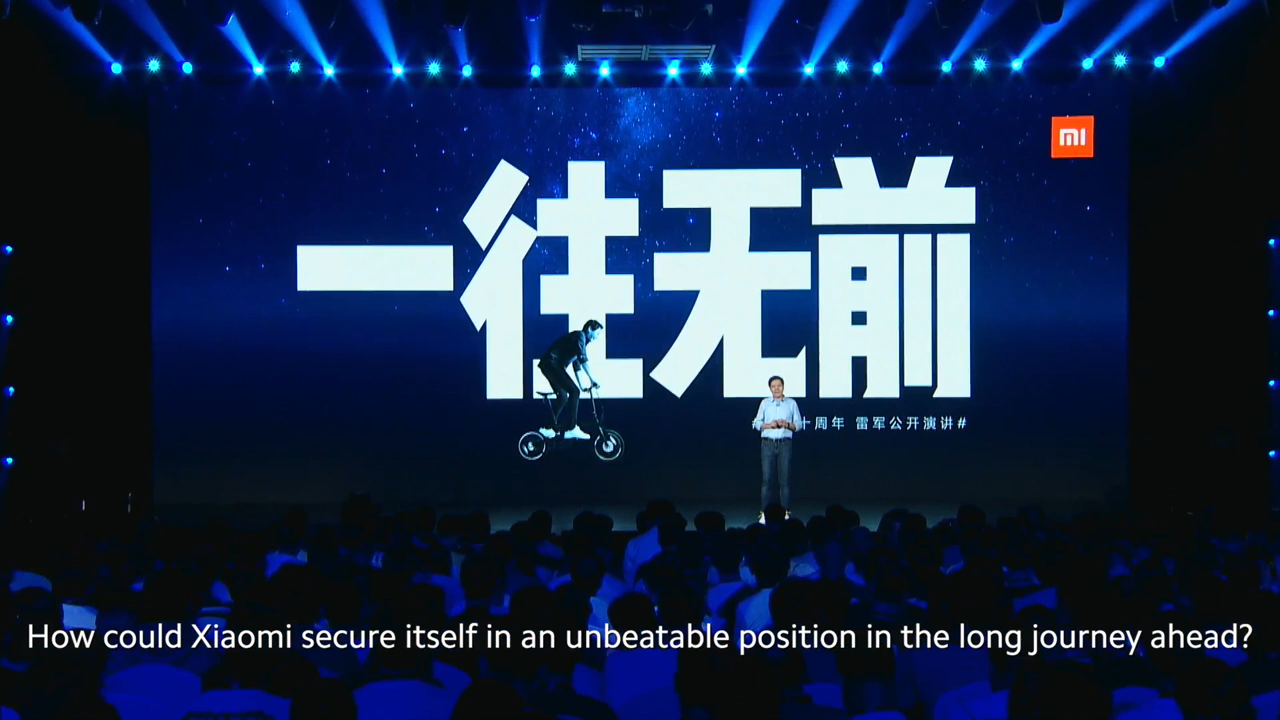 mi
一往无前
十周年 雷军公开演讲#
How could Xiaomi secure itself in an unbeatable position in the long journey ahead?